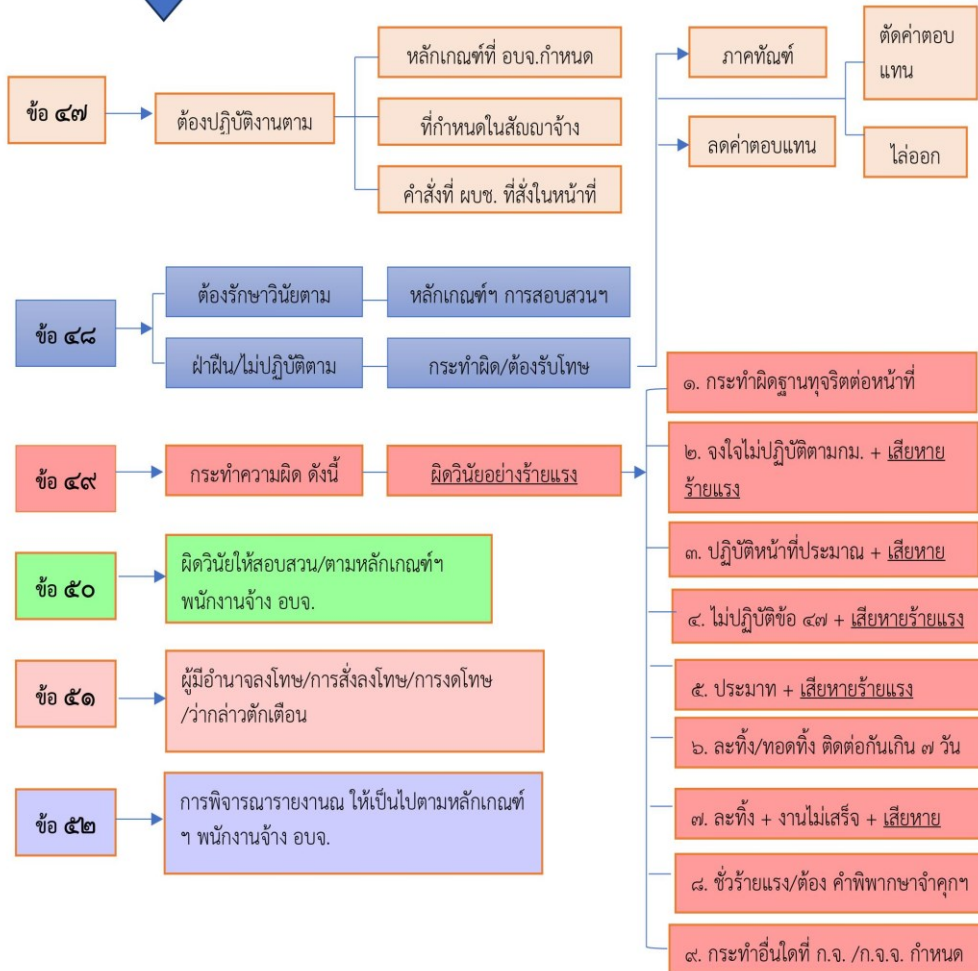 ข้อ ๔๗
ต้องปฏิบัติงานตาม
หลักเกณฑ์ที่ อบจ.กำหนด
ที่กำหนดในสัญญาจ้าง
คำสั่งที่ ผบช. ที่สั่งในหน้าที่
ภาคทัณฑ์
ลดค่าตอบแทน
ตัดค่าตอบ
แทน
ไล่ออก
ข้อ ๔๘
ต้องรักษาวินัยตาม
หลักเกณฑ์ฯ การสอบสวนฯ
ฝ่าฝืน/ไม่ปฏิบัติตาม
กระทำผิด/ต้องรับโทษ
ข้อ ๔๙
กระทำความผิด ดังนี้
ผิดวินัยอย่างร้ายแรง
๑. กระทำผิดฐานทุจริตต่อหน้าที่
๒. จงใจไม่ปฏิบัติตามกม. + เสียหาย
ร้ายแรง
๓. ปฏิบัติหน้าที่ประมาณ + เสียหาย
๔. ไม่ปฏิบัติข้อ ๔๗ + เสียหายร้ายแรง
๕. ประมาท + เสียหายร้ายแรง
๖. ละทิ้ง/ทอดทิ้ง ติดต่อกันเกิน ๗ วัน
๗. ละทิ้ง + งานไม่เสร็จ + เสียหาย
๘. ชั่วร้ายแรง/ต้อง คำพิพากษาจำคุกฯ
๙. กระทำอื่นใดที่ ก.จ. /ก.จ.จ. กำหนด
ข้อ ๕๐
ผิดวินัยให้สอบสวน/ตามหลักเกณฑ์ฯ
พนักงานจ้าง อบจ.
ข้อ ๕๑
ผู้มีอำนาจลงโทษ/การสั่งลงโทษ/การงดโทษ
/ว่ากล่าวตักเตือน
ข้อ ๕๒
การพิจารณารายงานณ ให้เป็นไปตามหลักเกณฑ์
ฯ พนักงานจ้าง อบจ.